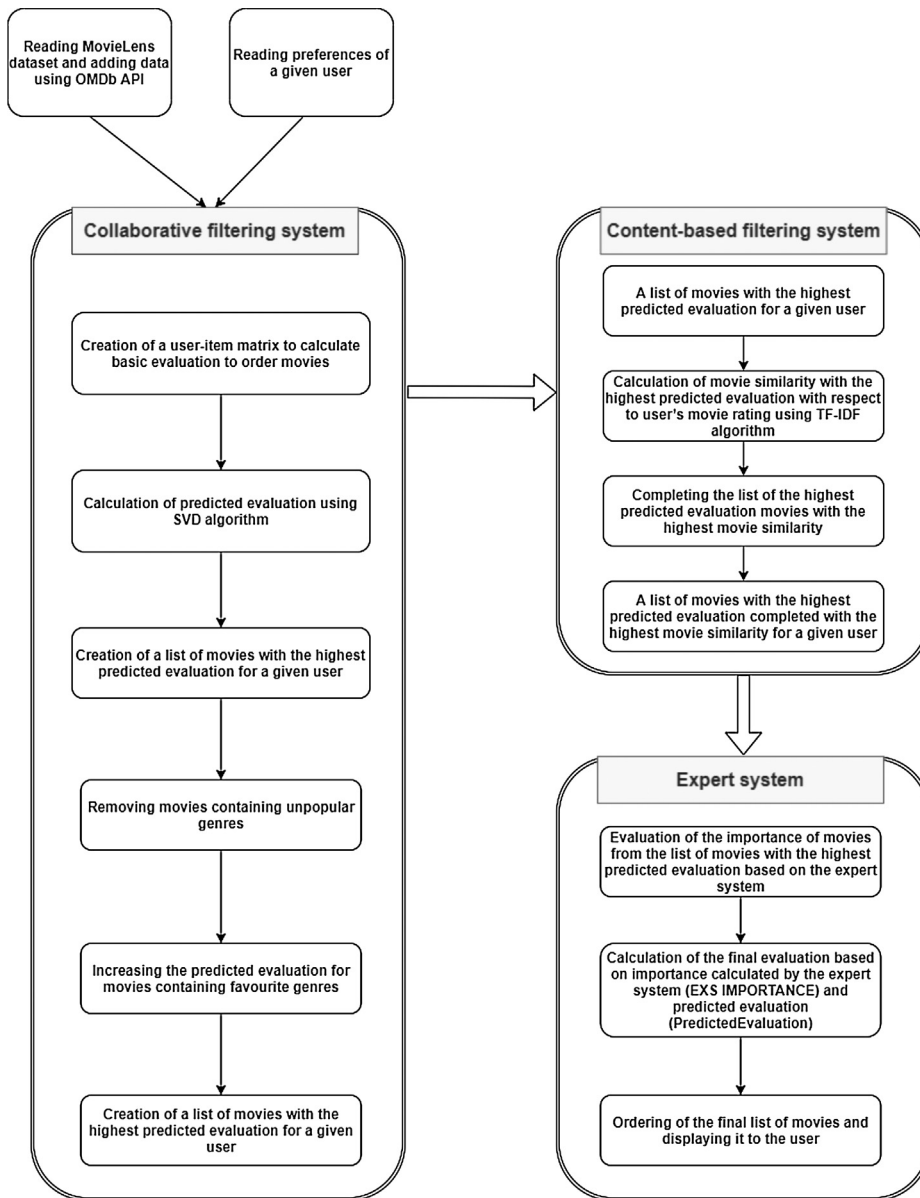 Reading MovieLens
dataset and adding data
using OMDb API
Reading preferences of
a given user
Collaborative filtering system
Creation of a user-item matrix to calculate
basic evaluation to order movies
Calculation of predicted evaluation using
SVD algorithm
Creation of a list of movies with the highest
predicted evaluation for a given user
Removing movies containing unpopular
genres
Increasing the predicted evaluation for
movies containing favourite genres
Creation of a list of movies with the
highest predicted evaluation for a given
user
Content-based filtering system
A list of movies with the highest
predicted evaluation for a given user
Calculation of movie similarity with the
highest predicted evaluation with respect
to user's movie rating using TF-IDF
algorithm
Completing the list of the highest
predicted evaluation movies with the
highest movie similarity
A list of movies with the highest
predicted evaluation completed with the
highest movie similarity for a given user
Expert system
Evaluation of the importance of movies
from the list of movies with the highest
predicted evaluation based on the expert
system
Calculation of the final evaluation based
on importance calculated by the expert
system (EXS IMPORTANCE) and
predicted evaluation
(PredictedEvaluation)
Ordering of the final list of movies and
displaying it to the user